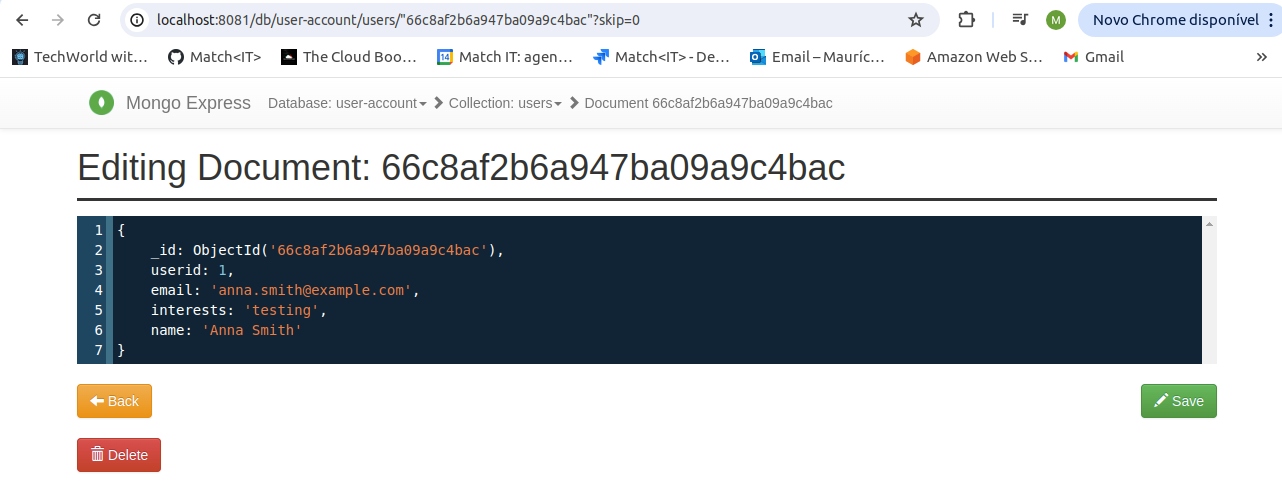 localhost:8081/db/user-account/users/"66c8af2b6a947ba09a9c4bac"?skip=0 M Novo Chrome disponível
TechWorld wit… Match<IT> The Cloud Boo… 14 Match IT: agen… Match<IT> - De… Email – Mauríc… Amazon Web S… Gmail »
Mongo Express Database: user-account Collection: users Document 66c8af2b6a947ba09a9c4bac
Editing Document: 66c8af2b6a947ba09a9c4bac
1 {
2 _id: ObjectId('66c8af2b6a947ba09a9c4bac'),
3 userid: 1,
4 email: 'anna.smith@example.com',
5 interests: 'testing',
6 name: 'Anna Smith'
7 }
Back Save
Delete